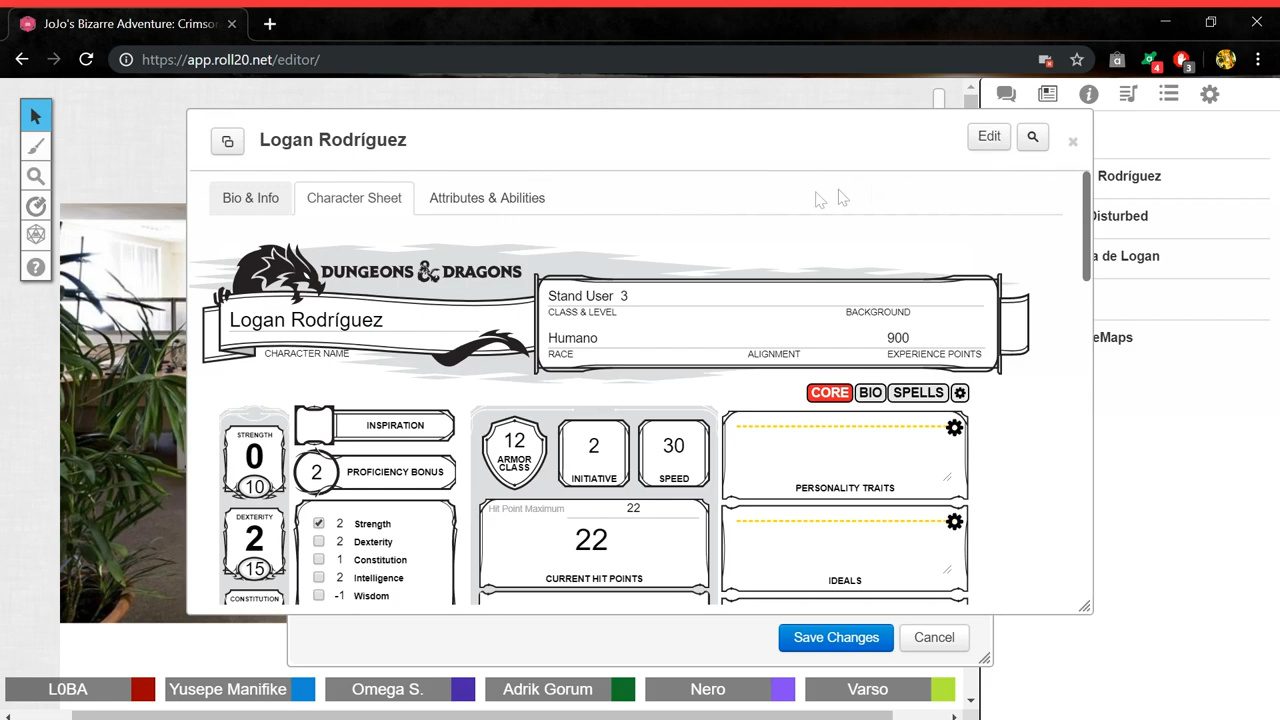 JoJo's Bizarre Adventure: Crimso
https://app.roll20.net/editor/
4
3
Logan Rodríguez
Edit
Bio & Info
Character Sheet
Attributes & Abilities
Rodríguez
Disturbed
a de Logan
eMaps
DUNGEONS & DRAGONS
Logan Rodríguez
CHARACTER NAME
Stand User 3
CLASS & LEVEL
BACKGROUND
Humano
900
RACE
ALIGNMENT
EXPERIENCE POINTS
CORE
BIO
SPELLS
STRENGTH
0
10
DEXTERITY
2
15
CONSTITUTION
INSPIRATION
2
PROFICIENCY BONUS
2 Strength
2 Dexterity
1 Constitution
2 Intelligence
-1 Wisdom
12
ARMOR
CLASS
2
INITIATIVE
30
SPEED
Hit Point Maximum 22
22
CURRENT HIT POINTS
PERSONALITY TRAITS
IDEALS
Save Changes
Cancel
L0BA
Yusepe Manifike
Omega S.
Adrik Gorum
Nero
Varso